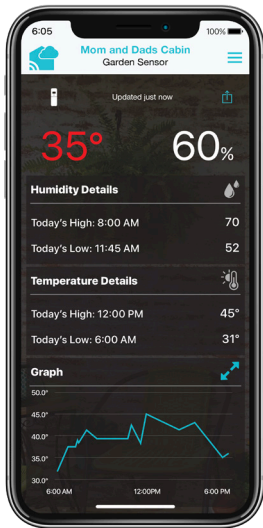 6:05 100%
Mom and Dads Cabin
Garden Sensor
Updated just now
35° 60%
Humidity Details
Today's High: 8:00 AM 70
Today's Low: 11:45 AM 52
Temperature Details
Today's High: 12:00 PM 45°
Today's Low: 6:00 AM 31°
Graph
50.0°
45.0°
40.0°
35.0°
30.0°
6:00 AM 12:00PM 6:00 PM